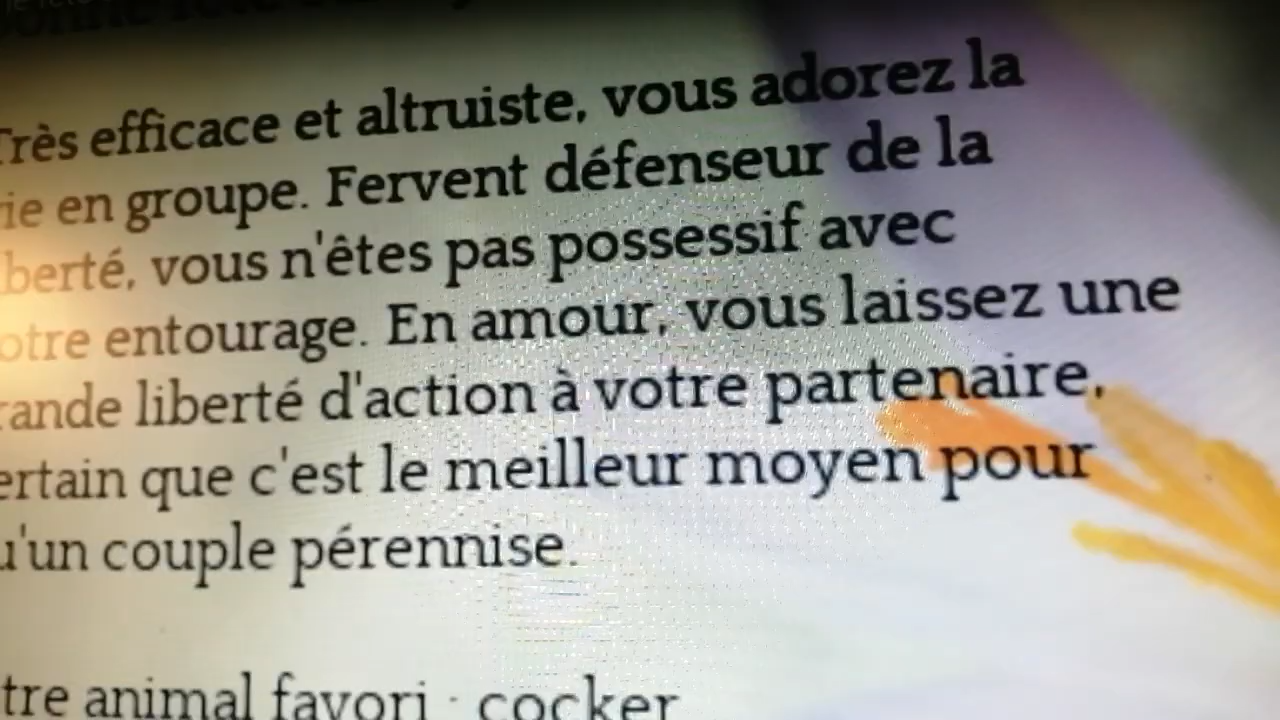 Très efficace et altruiste, vous adorez la
ie en groupe. Fervent défenseur de la
berté, vous n'êtes pas possessif avec
otre entourage. En amour, vous laissez une
rande liberté d'action à votre partenaire,
ertain que c'est le meilleur moyen pour
u'un couple pérennise.
tre animal favori : cocker